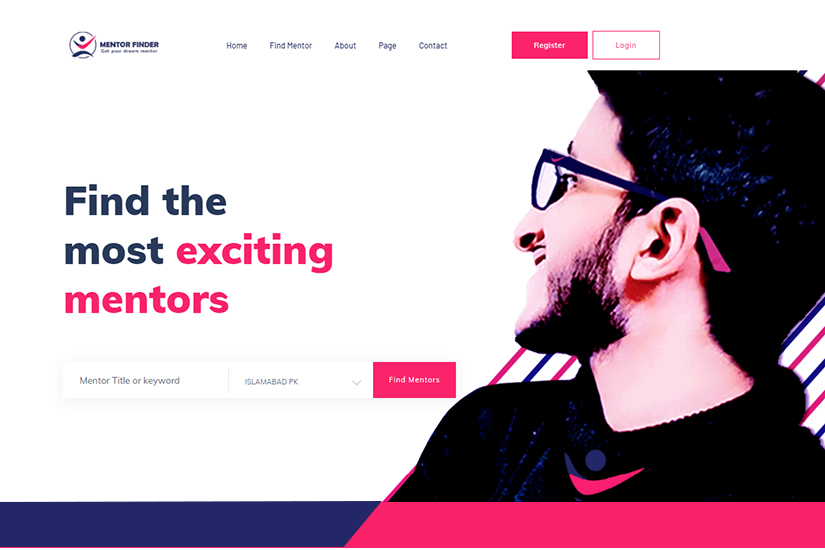 MENTOR FINDER
Get your dream mentor
Home
Find Mentor
About
Page
Contact
Register
Login
Find the
most exciting
mentors
Mentor Title or keyword
ISLAMABAD PK
Find Mentors